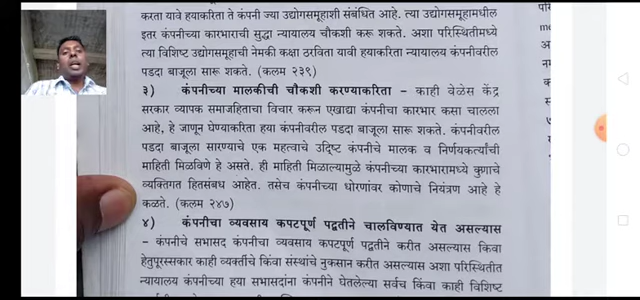 करता यावे हयाकरिता ते कंपनी ज्या उद्योगसमूहाशी संबंधित आहे. त्या उद्योगसमूहामधील
इतर कंपनीच्या कारभाराची सुद्धा न्यायालय चौकशी करू शकते. अशा परिस्थितीमध्ये
त्या विशिष्ट उद्योगसमूहाची नेमकी कक्षा ठरविता यावी हयाकरिता न्यायालय कंपनीवरील
पडदा बाजूला सारू शकते. (कलम २३९)
३) कंपनीच्या मालकीची चौकशी करण्याकरिता – काही वेळेस केंद्र
सरकार व्यापक समाजहिताचा विचार करून एखाद्या कंपनीचा कारभार कसा चालला
आहे, हे जाणून घेण्याकरिता हया कंपनीवरील पडदा बाजूला सारू शकते. कंपनीवरील
पडदा बाजूला सारण्याचे एक महत्वाचे उद्दिष्ट कंपनीचे मालक व निर्णयकर्त्यांची
माहिती मिळविणे हे असते. ही माहिती मिळाल्यामुळे कंपनीच्या कारभारामध्ये कुणाचे
व्यक्तिगत हितसंबध आहेत. तसेच कंपनीच्या धोरणांवर कोणाचे नियंत्रण आहे हे
कळते. (कलम २४७)
४) कंपनीचा व्यवसाय कपटपूर्ण पद्वतीने चालविण्यात येत असल्यास
– कंपनीचे सभासद कंपनीचा व्यवसाय कपटपूर्ण पद्वतीने करीत असल्यास किवा
हेतुपूरस्सकार काही व्यक्तीचे किंवा संस्थांचे नुकसान करीत असल्यास अशा परिस्थितीत
न्यायालय कंपनीच्या हया सभासदांना कंपनीने घेतलेल्या सर्वच किंवा काही विशिष्ट